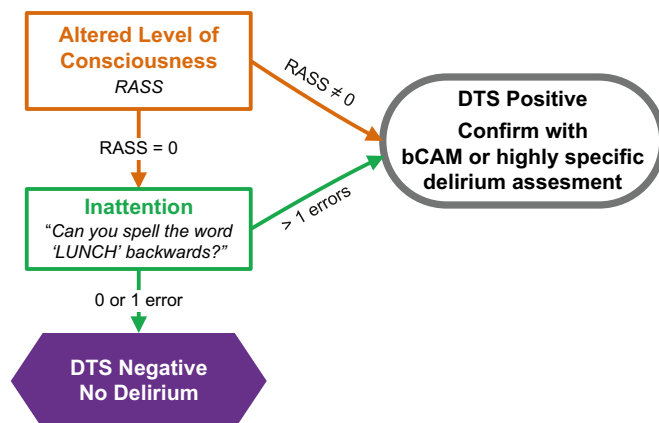 Altered Level of
Consciousness
RASS
RASS ≠ 0
DTS Positive
Confirm with
bCAM or highly specific
delirium assesment
RASS = 0
Inattention
“Can you spell the word
‘LUNCH’ backwards?”
> 1 errors
0 or 1 error
DTS Negative
No Delirium